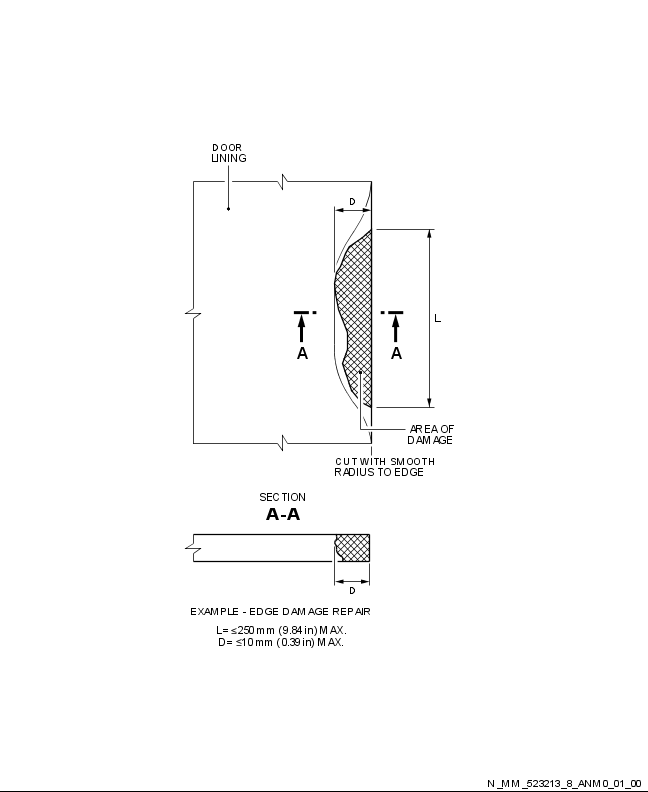 DOOR
LINING
D
L
A
A
AREA OF
DAMAGE
CUT WITH SMOOTH
RADIUS TO EDGE
SECTION
A-A
D
EXAMPLE - EDGE DAMAGE REPAIR
L= ≤250 mm (9.84 in) MAX.
D= ≤10 mm (0.39 in) MAX.
N_MM_523213_8_ANM0_01_00